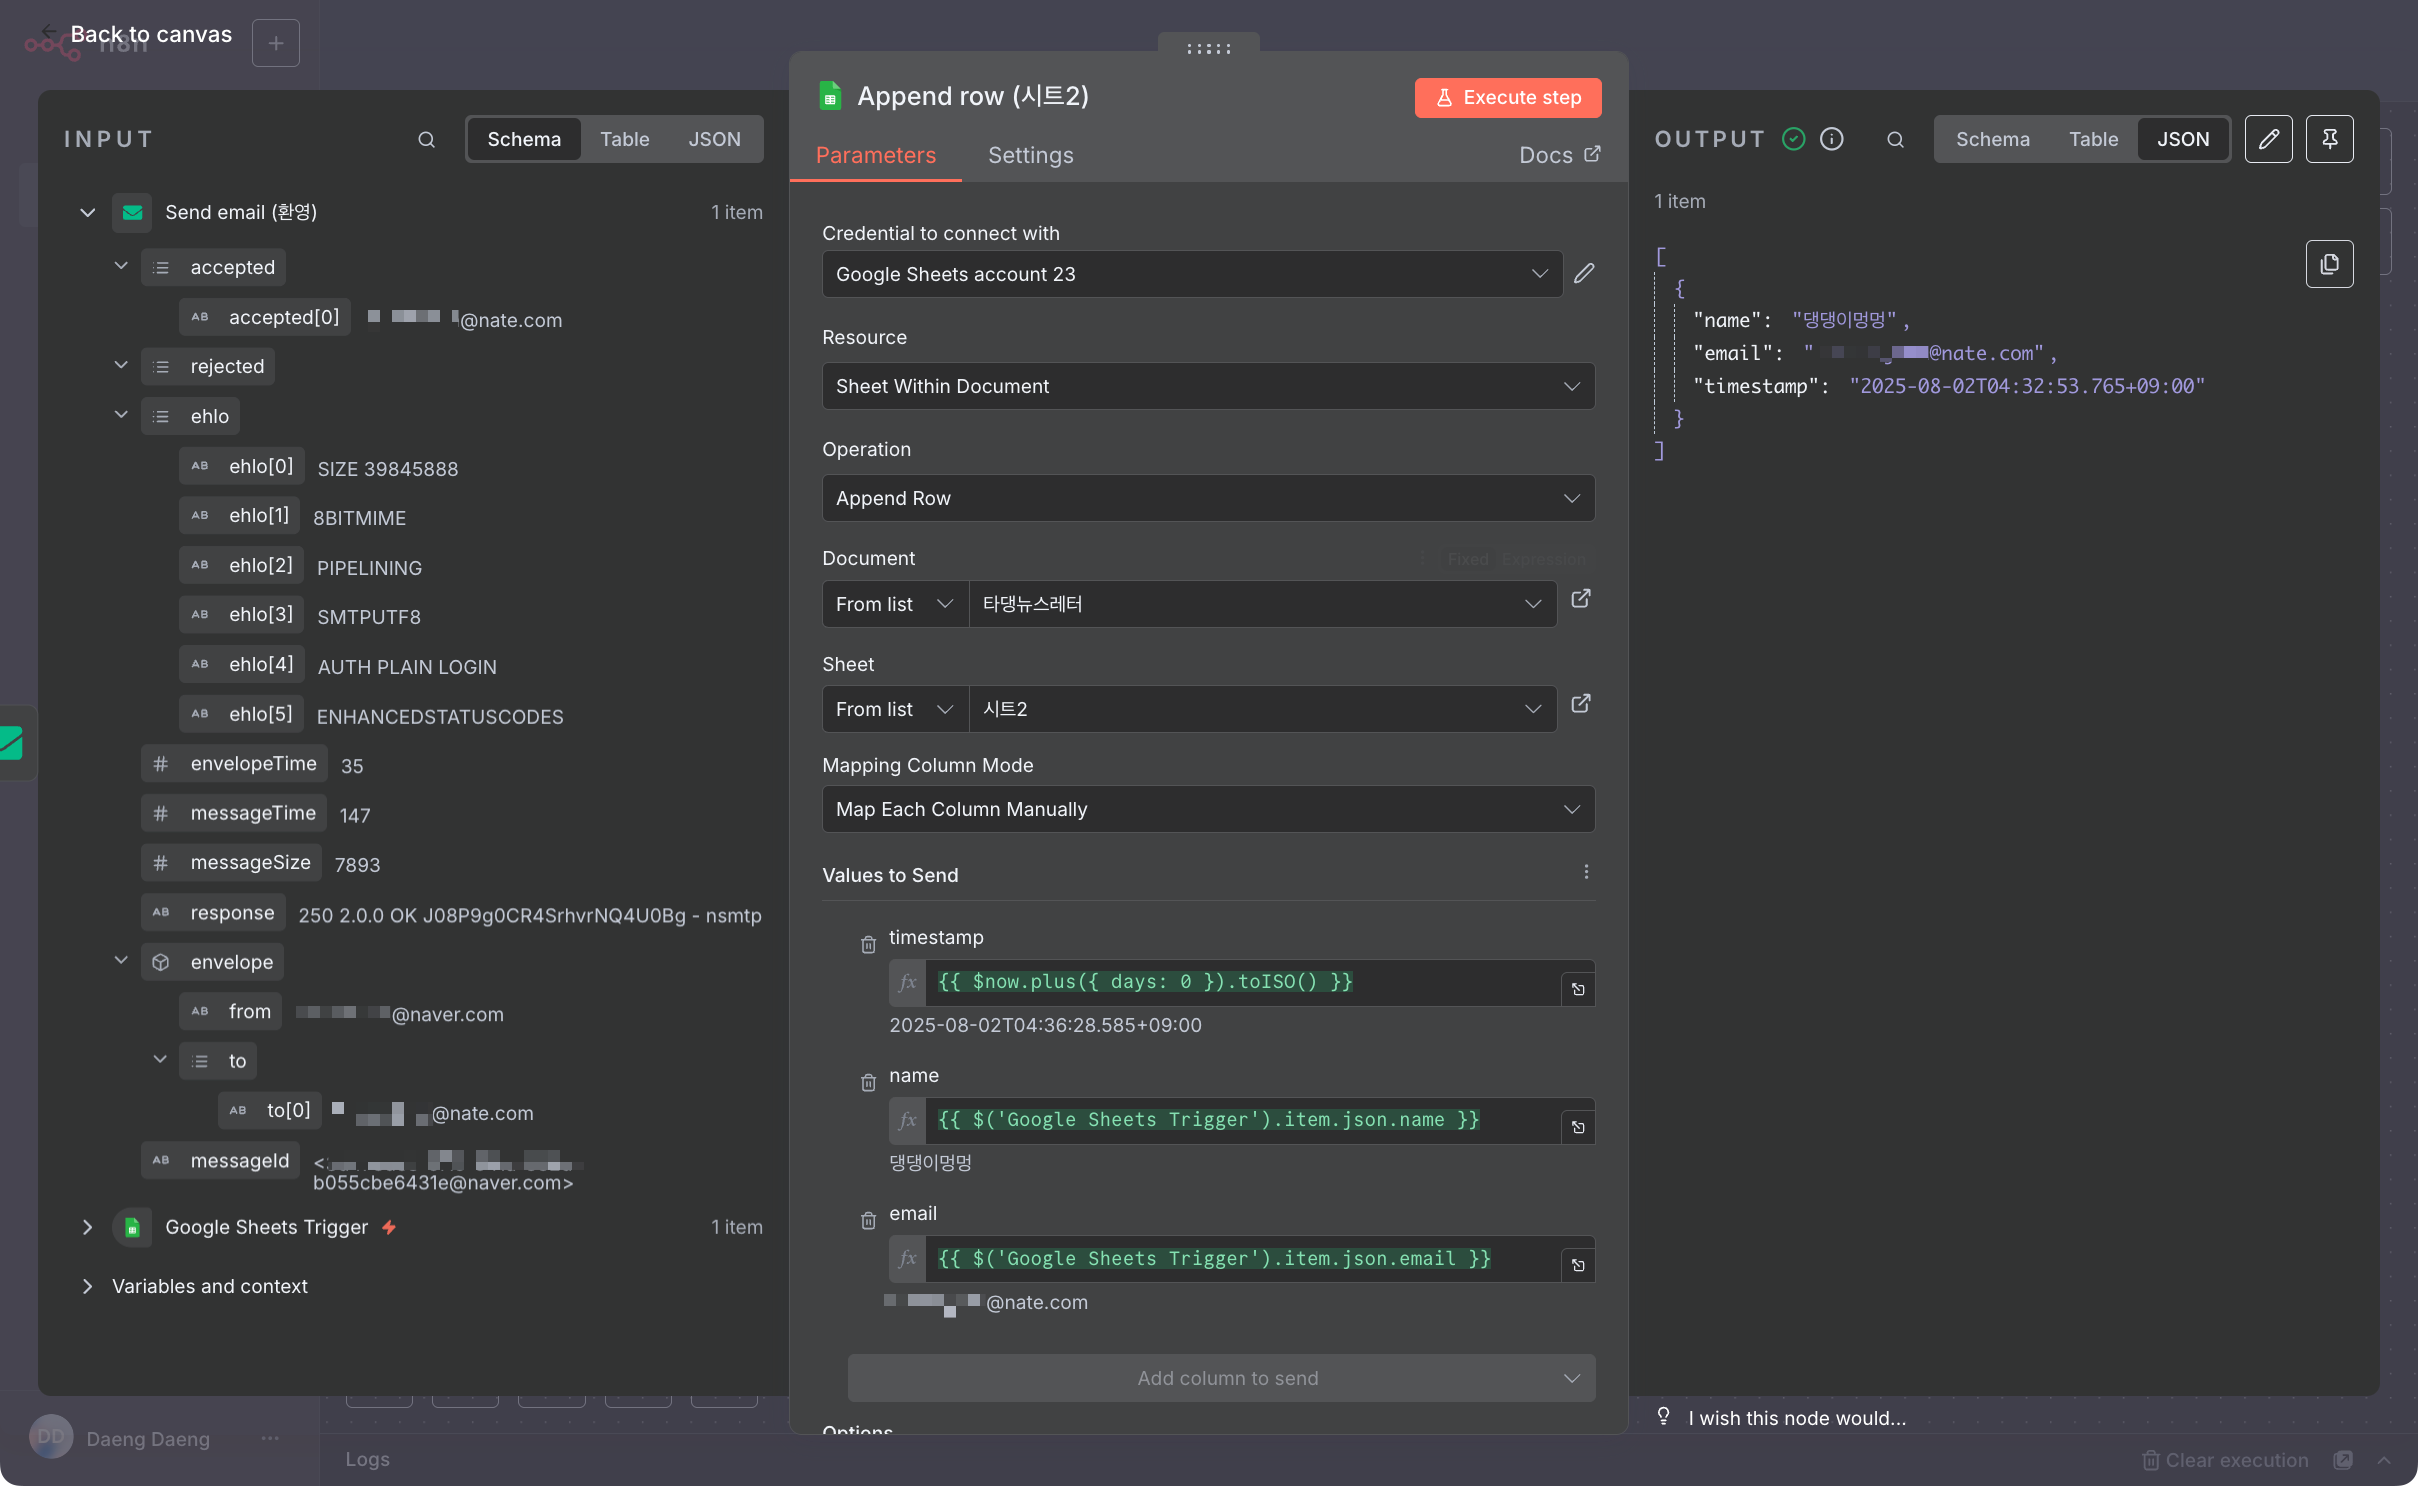 Back to canvas
n8n
INPUT
Schema
Table
JSON
Send email (환영)
1 item
accepted
accepted[0]
@nate.com
rejected
ehlo
ehlo[0]
SIZE 39845888
ehlo[1]
8BITMIME
ehlo[2]
PIPELINING
ehlo[3]
SMTPUTF8
ehlo[4]
AUTH PLAIN LOGIN
ehlo[5]
ENHANCEDSTATUSCODES
envelopeTime
35
messageTime
147
messageSize
7893
response
250 2.0.0 OK J08P9g0CR4SrhvrNQ4U0Bg - nsmtp
envelope
from
@naver.com
to
to[0]
@nate.com
messageId
b055cbe6431e@naver.com>
Google Sheets Trigger
1 item
Variables and context
DD
Daeng Daeng
Logs
Append row (시트2)
Execute step
Parameters
Settings
Docs
Credential to connect with
Google Sheets account 23
Resource
Sheet Within Document
Operation
Append Row
Document
Fixed
Expression
From list
타댕뉴스레터
Sheet
From list
시트2
Mapping Column Mode
Map Each Column Manually
Values to Send
timestamp
fx
{{ $now.plus({ days: 0 }).toISO() }}
2025-08-02T04:36:28.585+09:00
name
fx
{{ $('Google Sheets Trigger').item.json.name }}
댕댕이멍멍
email
fx
{{ $('Google Sheets Trigger').item.json.email }}
@nate.com
Add column to send
Options
OUTPUT
Schema
Table
JSON
1 item
[
{
"name": "댕댕이멍멍",
"email": "@nate.com",
"timestamp": "2025-08-02T04:32:53.765+09:00"
}
]
I wish this node would...
Clear execution